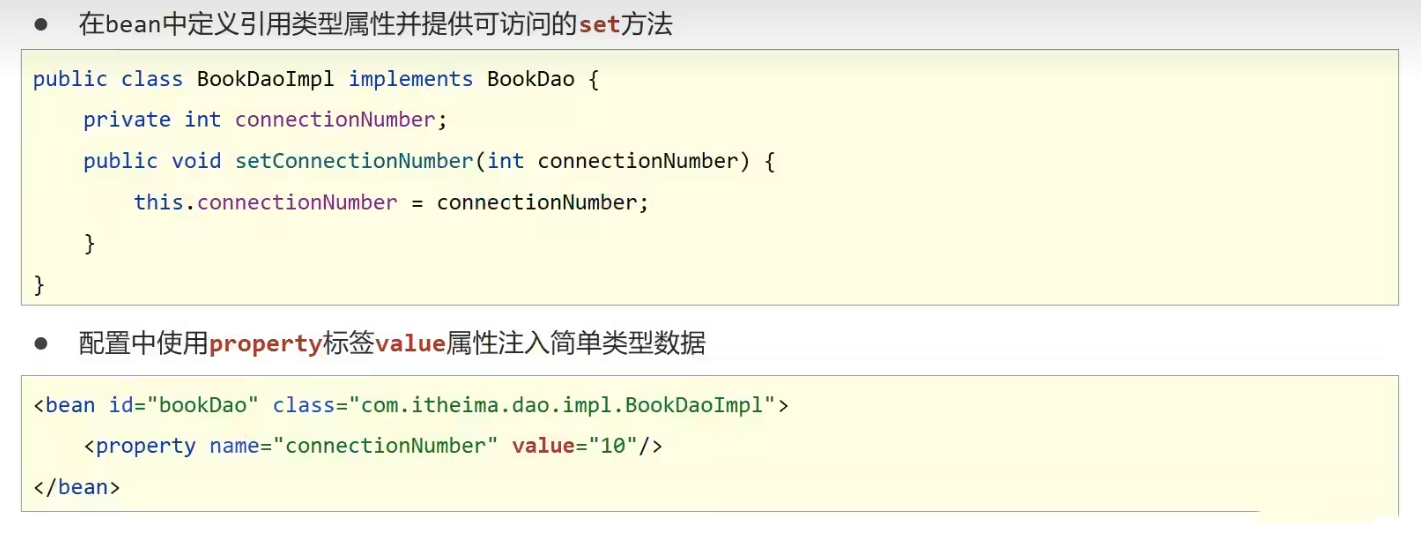 ● 在bean中定义引用类型属性并提供可访问的set方法
public class BookDaoImpl implements BookDao {
    private int connectionNumber;
    public void setConnectionNumber(int connectionNumber) {
        this.connectionNumber = connectionNumber;
    }
}
● 配置中使用property标签value属性注入简单类型数据
<bean id="bookDao" class="com.itheima.dao.impl.BookDaoImpl">
    <property name="connectionNumber" value="10"/>
</bean>